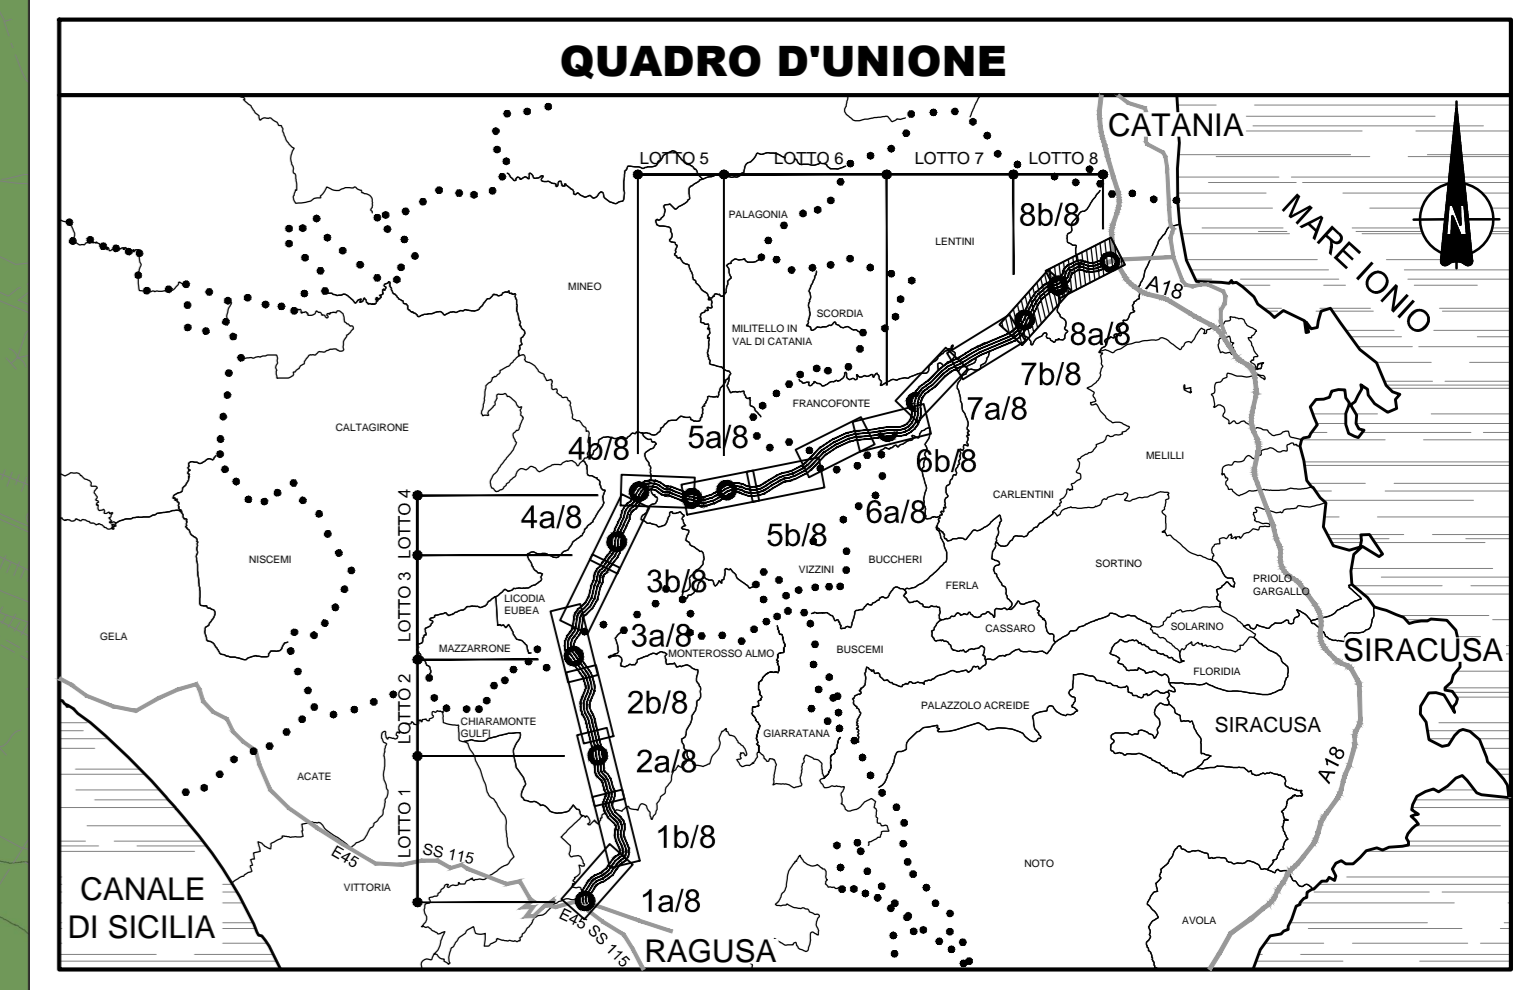 QUADRO D'UNIONE
CATANIA
LOTTO 5
LOTTO 6
LOTTO 7
LOTTO 8
PALAGONIA
8b/8
LENTINI
MARE IONIO
N
MINEO
A18
SCORDIA
MILITELLO IN
VAL DI CATANIA
8a/8
7b/8
FRANCOFONTE
7a/8
CALTAGIRONE
4b/8
5a/8
6b/8
MELILLI
CARLENTINI
LOTTO 4
4a/8
6a/8
5b/8
NISCEMI
VIZZINI
BUCCHERI
SORTINO
3b/8
FERLA
PRIOLO
GARGALLO
LOTTO 3
LICODIA
EUBEA
GELA
3a/8
CASSARO
SOLARINO
MAZZARRONE
MONTEROSSO ALMO
BUSCEMI
SIRACUSA
FLORIDIA
LOTTO 2
2b/8
PALAZZOLO ACREIDE
CHIARAMONTE
GULFI
GIARRATANA
SIRACUSA
2a/8
A18
ACATE
LOTTO 1
1b/8
E45
SS 115
NOTO
VITTORIA
CANALE
DI SICILIA
1a/8
E45 SS 115
AVOLA
RAGUSA